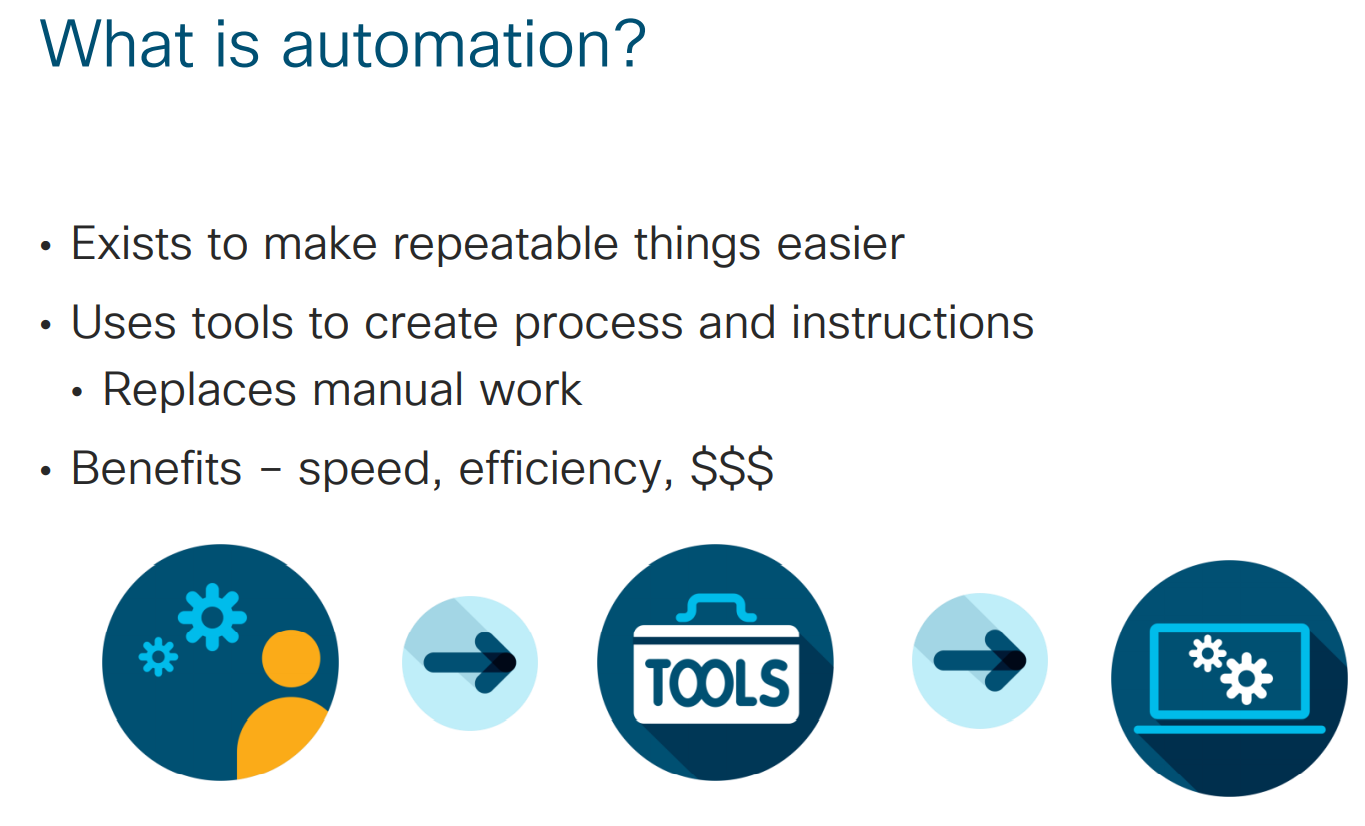 What is automation?
• Exists to make repeatable things easier
• Uses tools to create process and instructions
• Replaces manual work
• Benefits – speed, efficiency, $$$
TOOLS